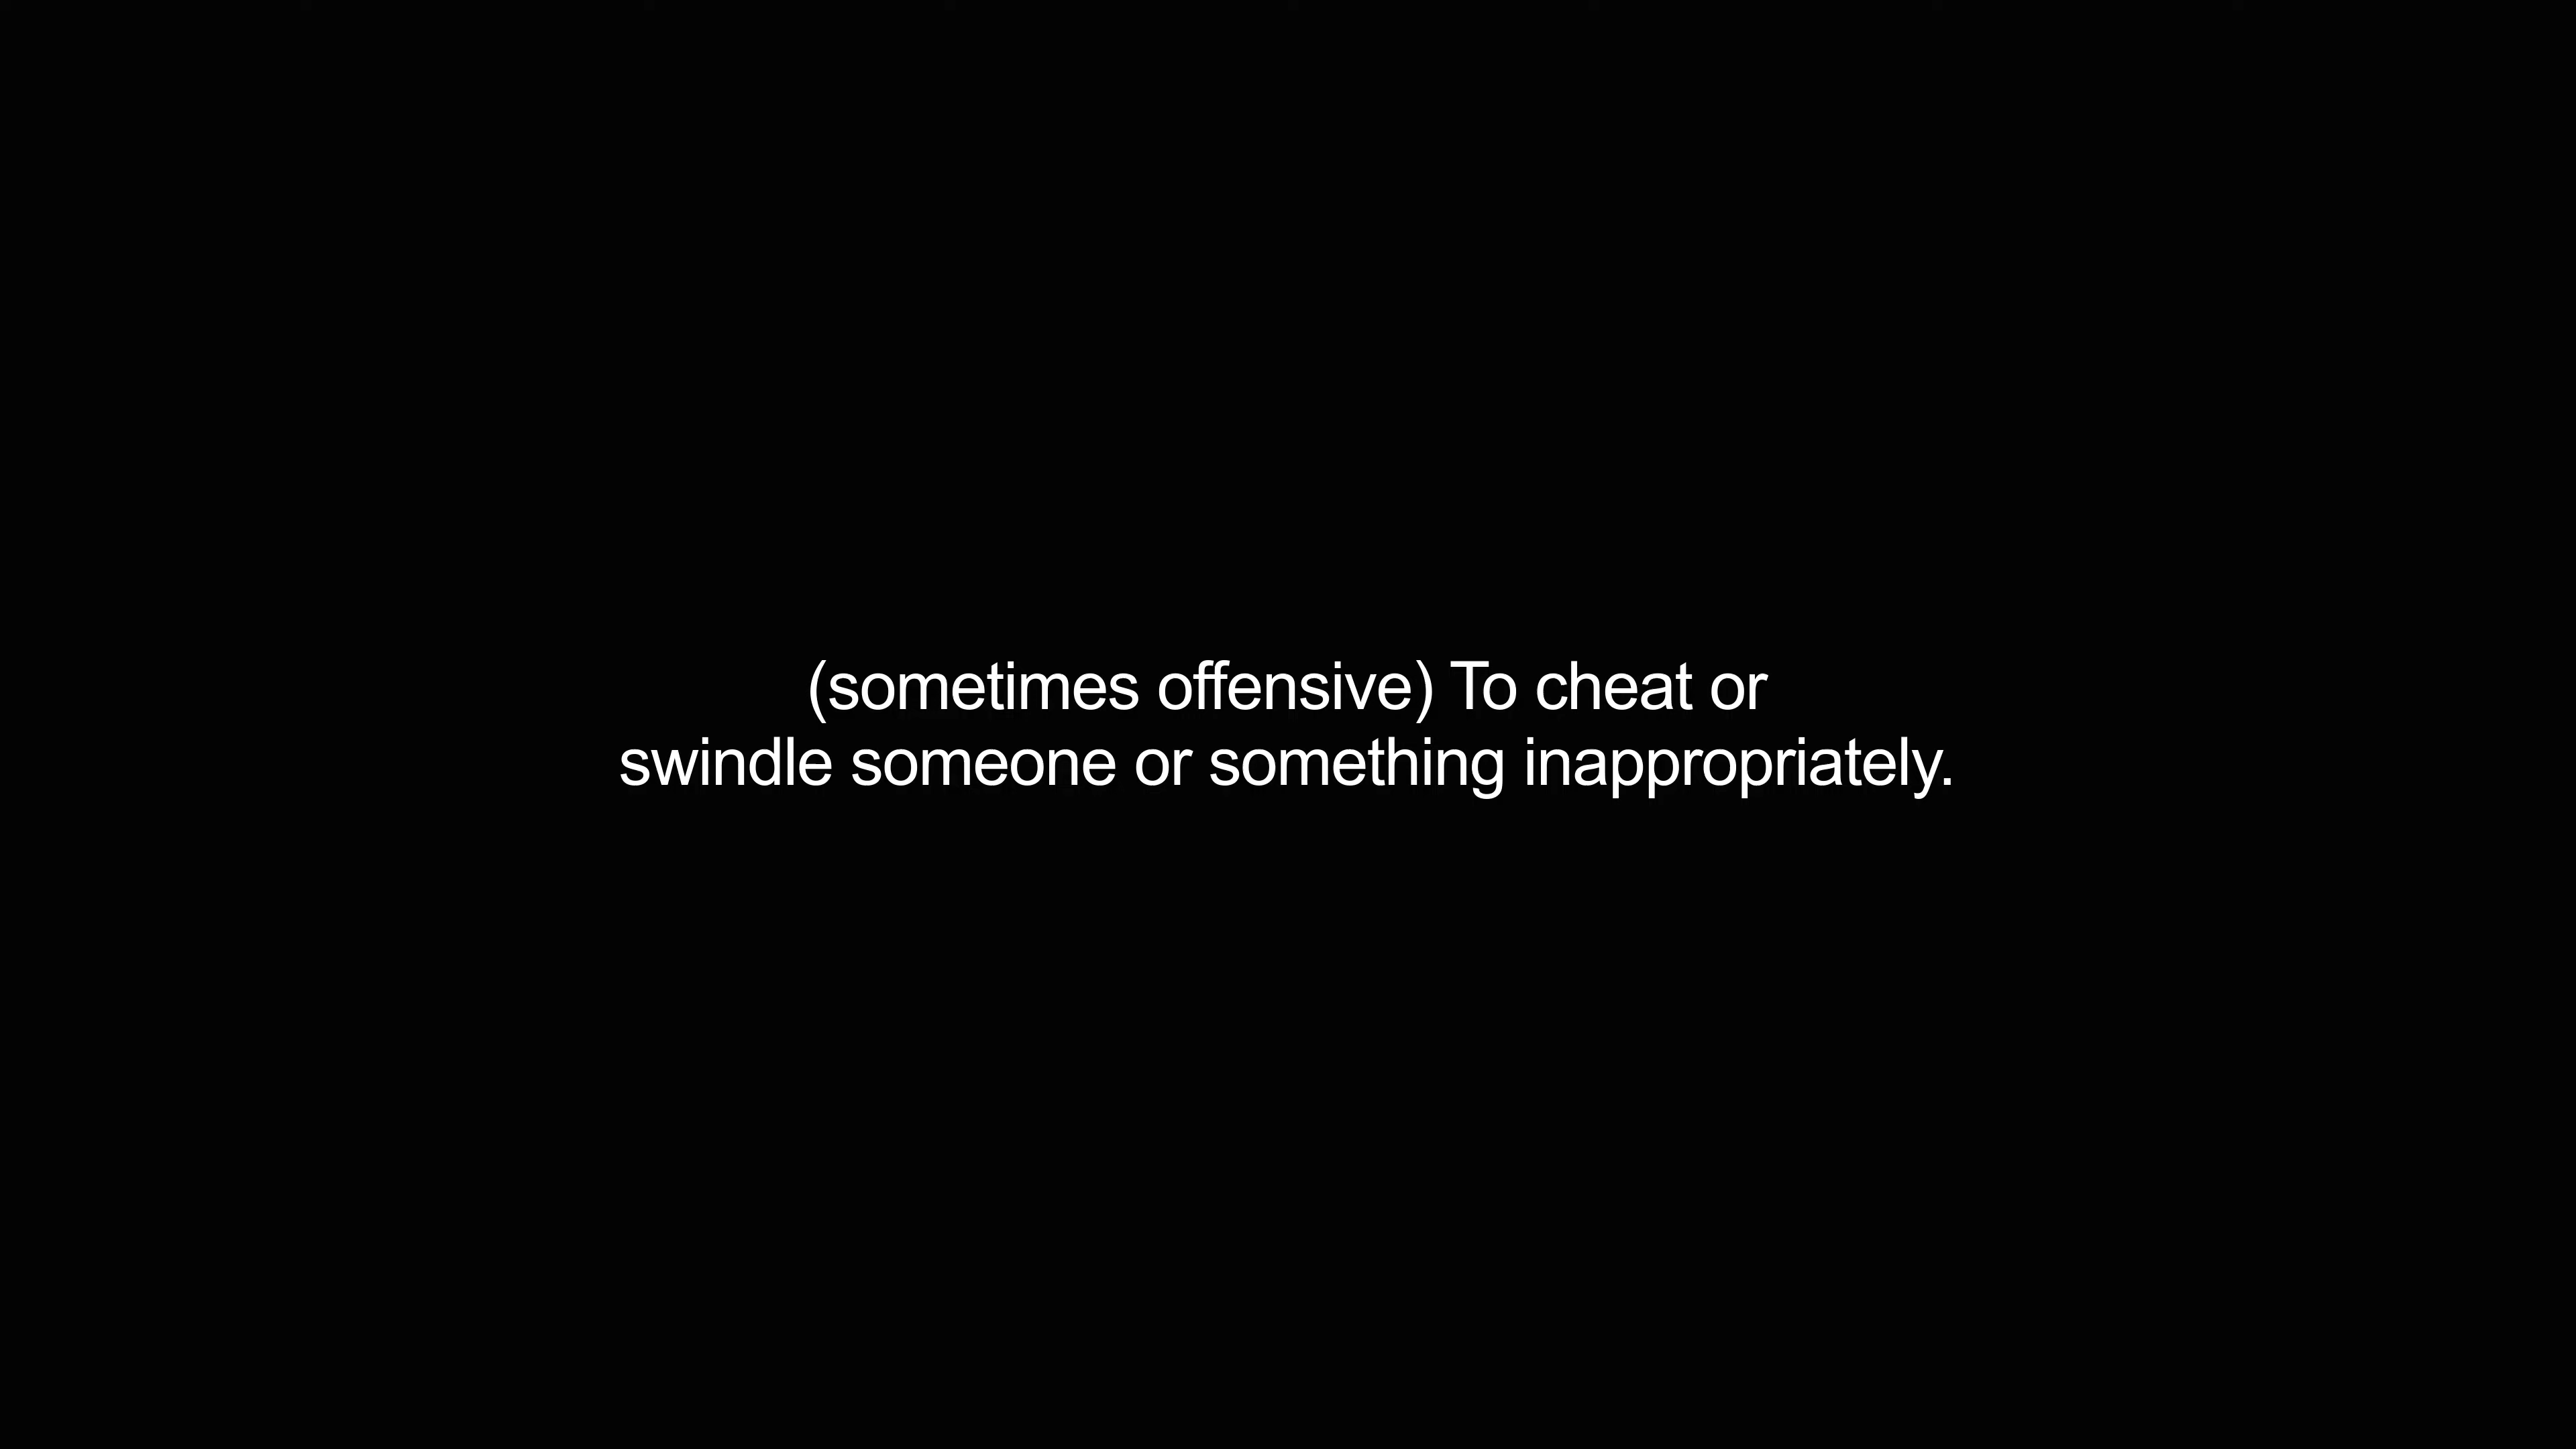 (sometimes offensive) To cheat or
swindle someone or something inappropriately.